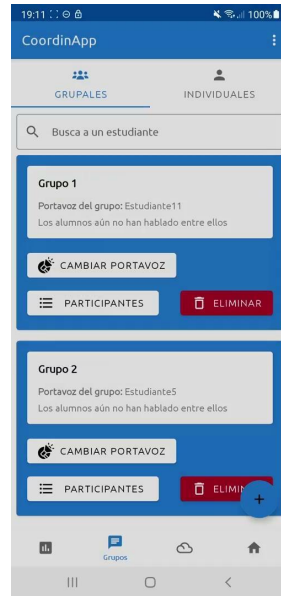 19:11
100%
CoordinApp
GRUPALES
INDIVIDUALES
Busca a un estudiante
Grupo 1
Portavoz del grupo: Estudiante11
Los alumnos aún no han hablado entre ellos
CAMBIAR PORTAVOZ
PARTICIPANTES
ELIMINAR
Grupo 2
Portavoz del grupo: Estudiante5
Los alumnos aún no han hablado entre ellos
CAMBIAR PORTAVOZ
PARTICIPANTES
ELIMIN
+
Grupos